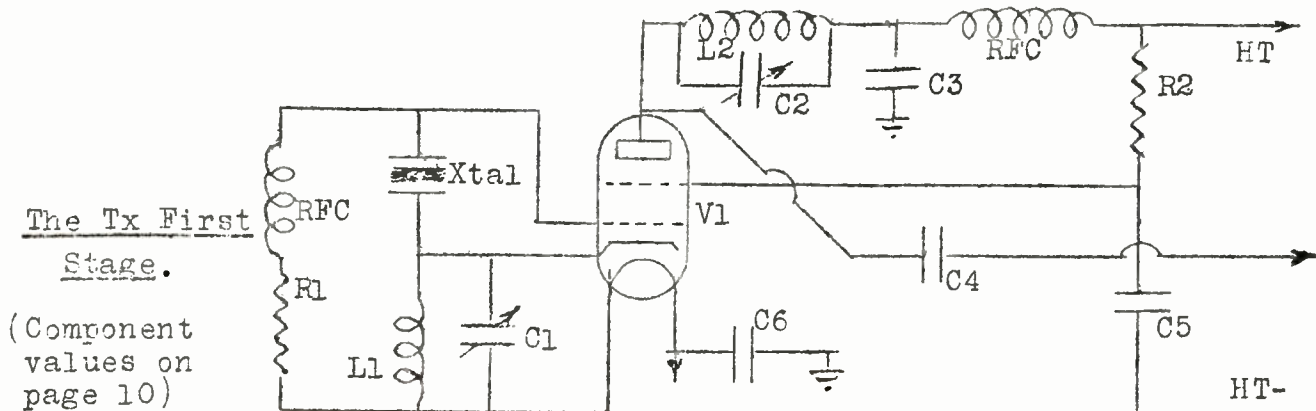 L2
C2
C3
RFC
HT
R2
Xtal
RFC
V1
The Tx First
Stage.
R1
C4
C5
C6
(Component
values on
page 10)
L1
C1
HT-